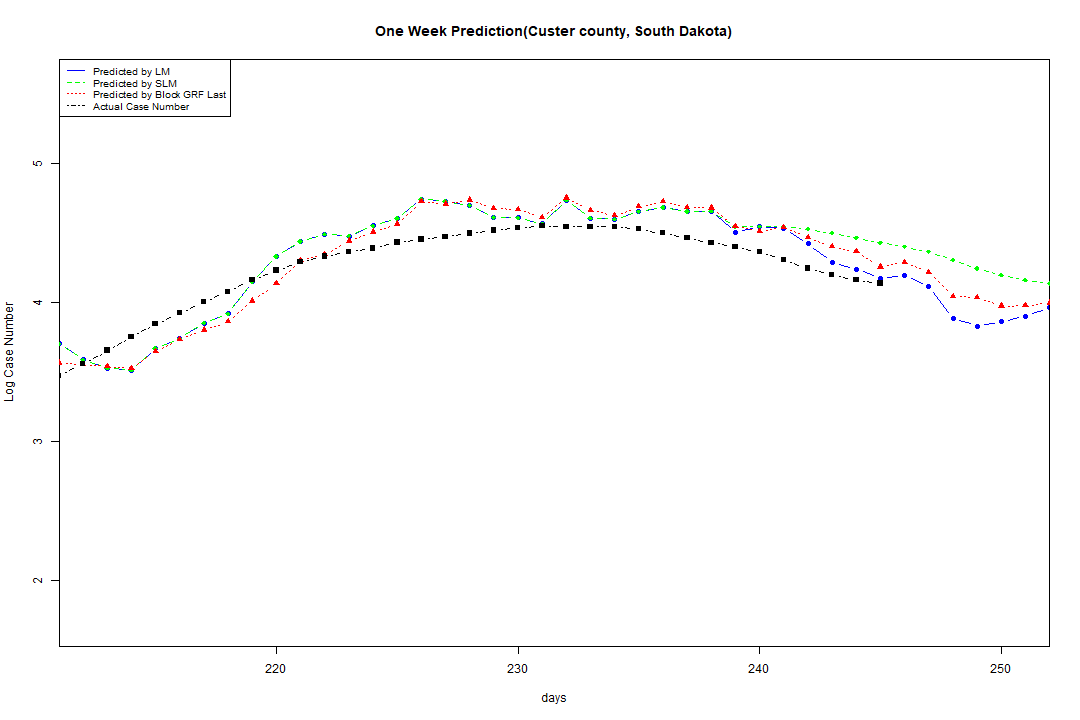 One Week Prediction(Custer county, South Dakota)
Predicted by LM
Predicted by SLM
Predicted by Block GRF Last
Actual Case Number
5
4
3
2
Log Case Number
220 230 240 250
days